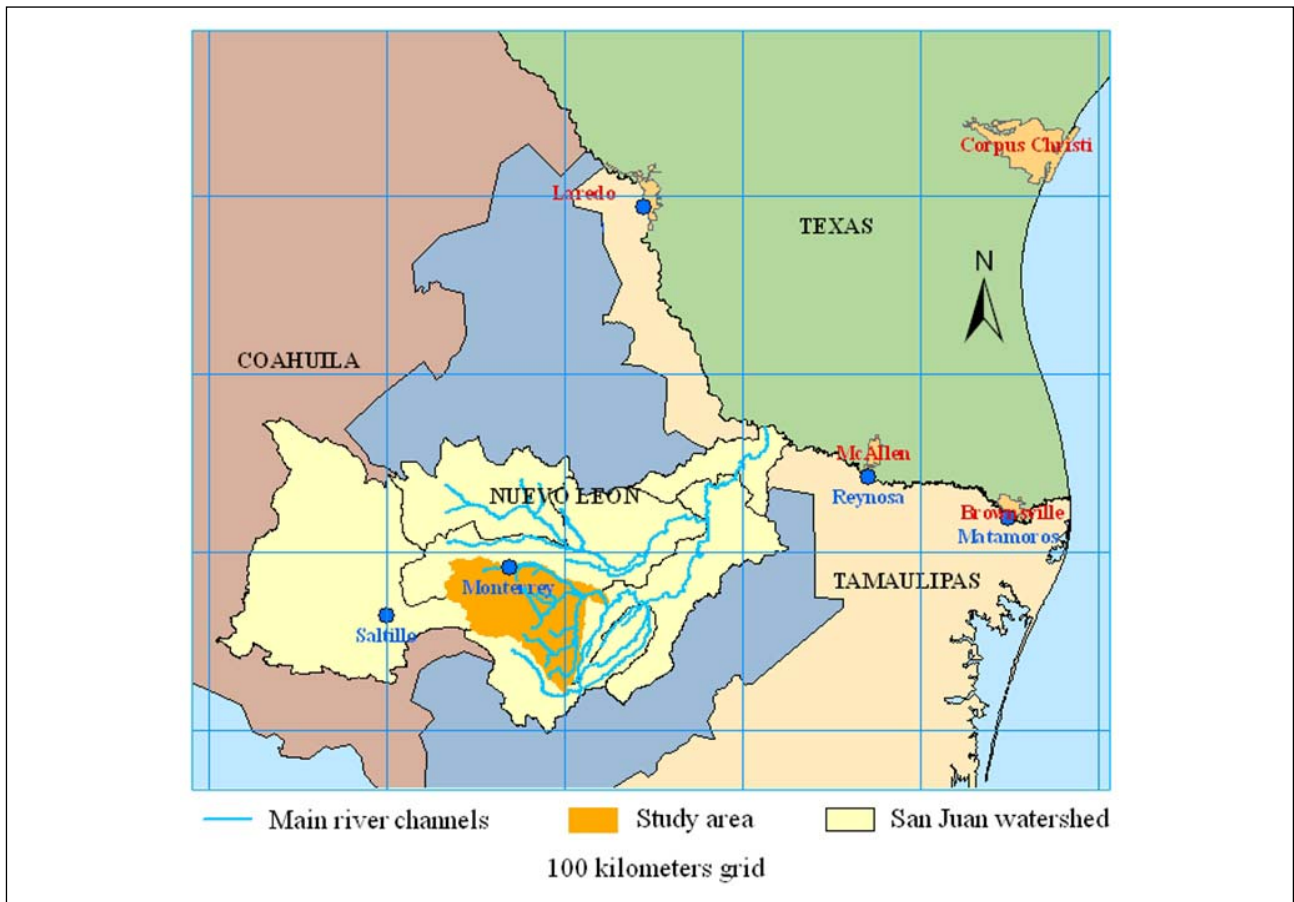 Corpus Christi
Laredo
TEXAS
N
COAHUILA
McAllen
Reynosa
NUEVO LEON
Brownsville
Matamoros
TAMAULIPAS
Monterrey
Saltillo
Main river channels
Study area
San Juan watershed
100 kilometers grid